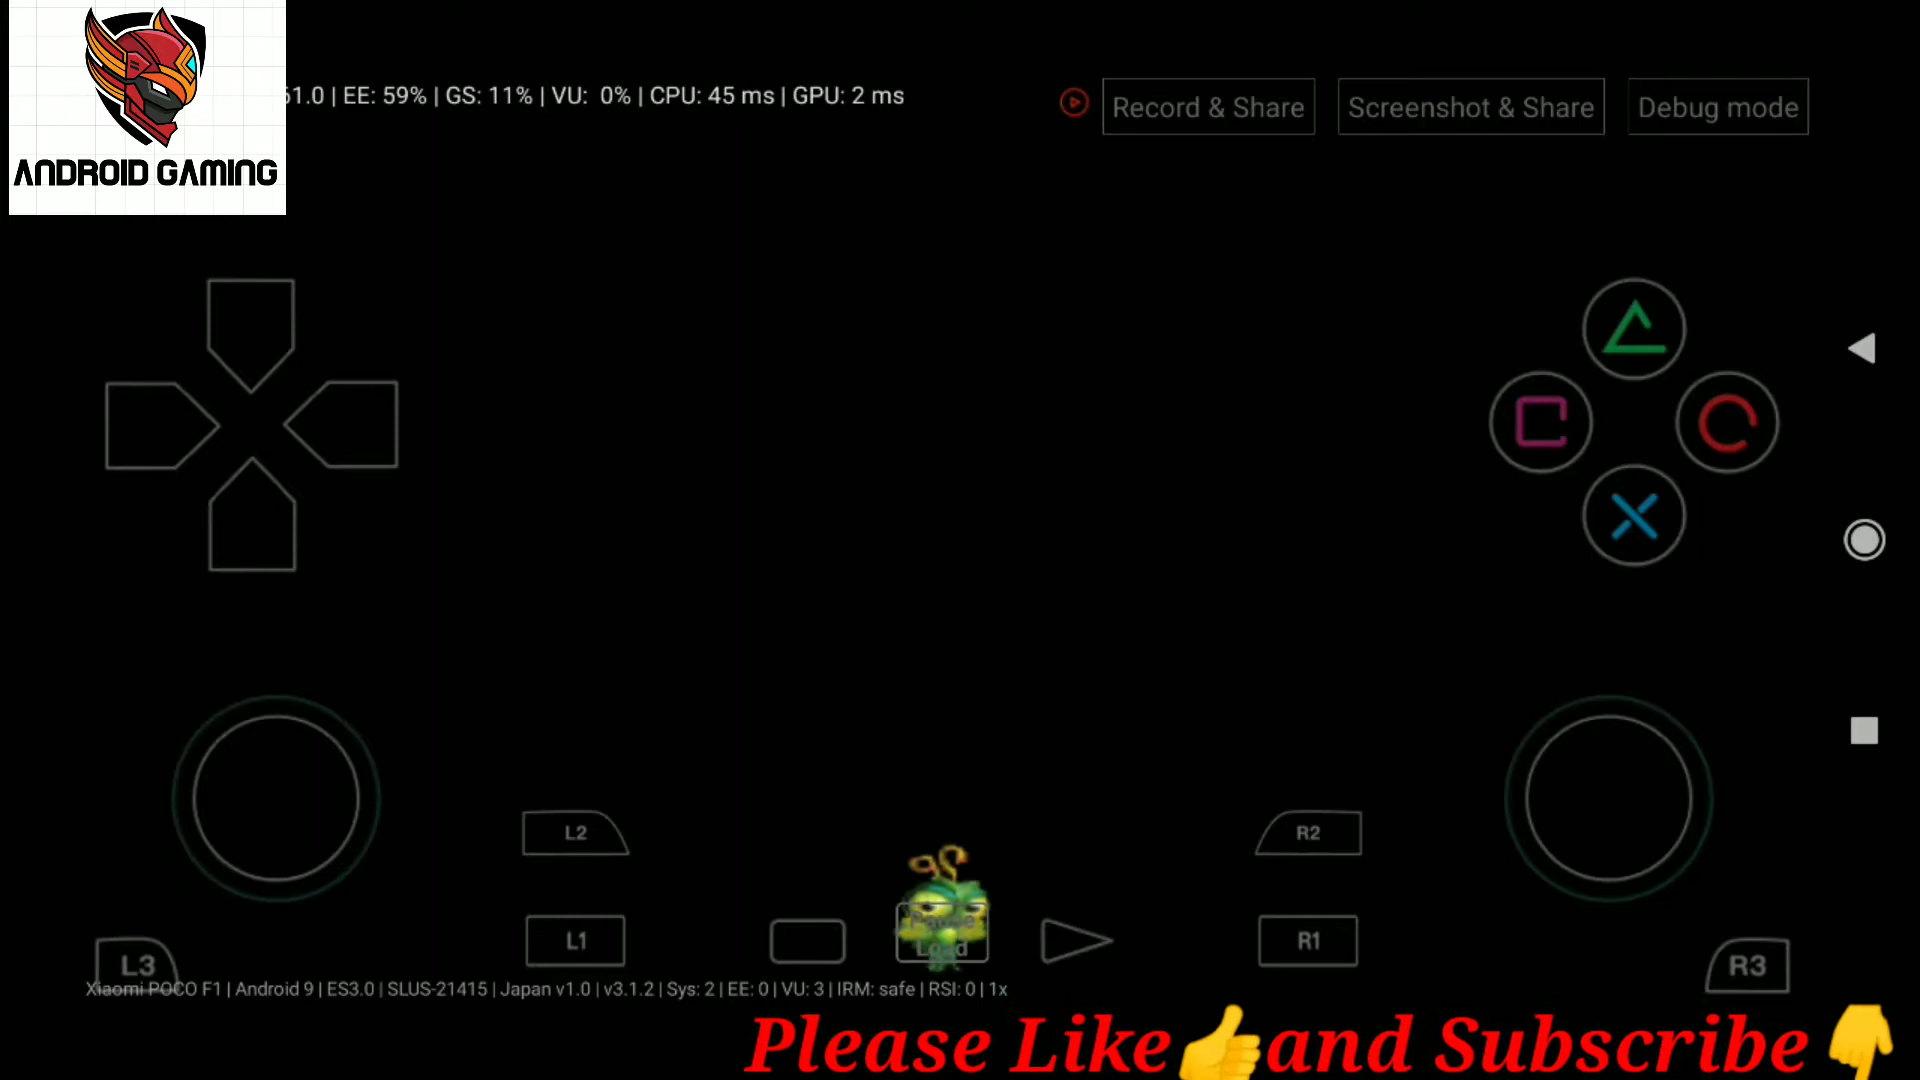 ANDROID GAMING
51.0 | EE: 59% | GS: 11% | VU: 0% | CPU: 45 ms | GPU: 2 ms
Record & Share
Screenshot & Share
Debug mode
L2
R2
Pause
Load
L1
R1
L3
R3
Xiaomi POCO F1 | Android 9 | ES3.0 | SLUS-21415 | Japan v1.0 | v3.1.2 | Sys: 2 | EE: 0 | VU: 3 | IRM: safe | RSI: 0 | 1x
Please Like👍and Subscribe👇